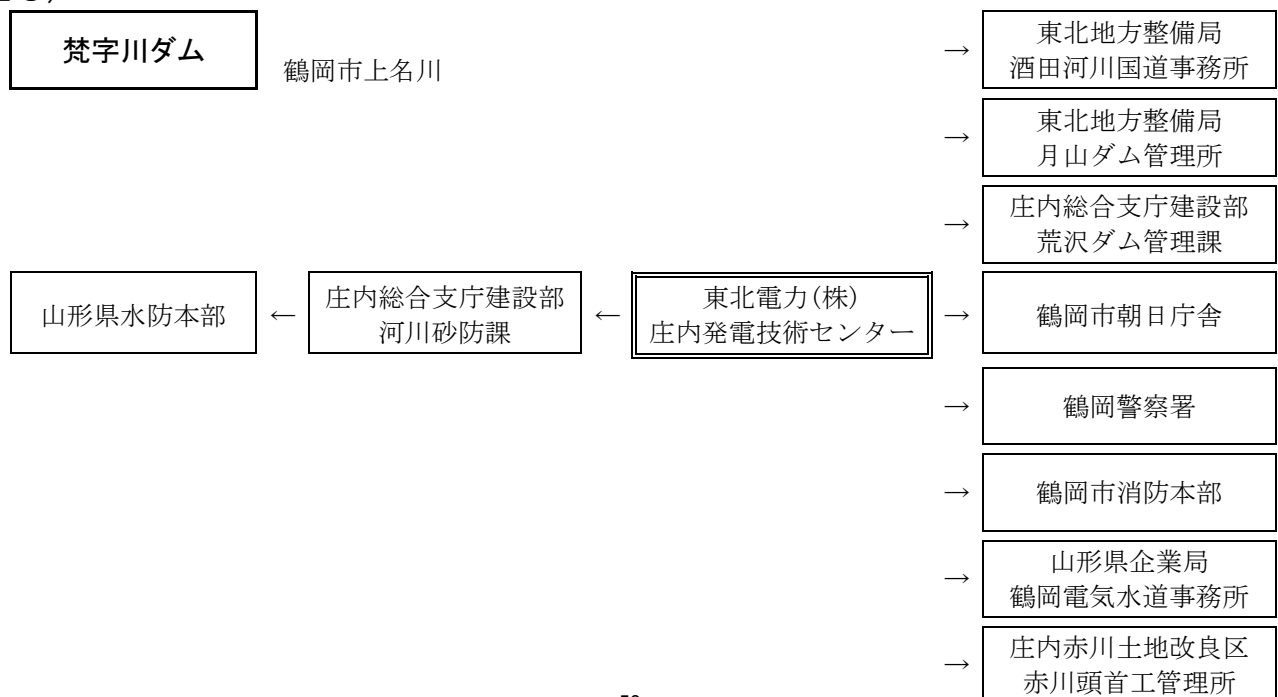 梵字川ダム
鶴岡市上名川
→
東北地方整備局
酒田河川国道事務所
→
東北地方整備局
月山ダム管理所
→
庄内総合支庁建設部
荒沢ダム管理課
山形県水防本部
←
庄内総合支庁建設部
河川砂防課
←
東北電力(株)
庄内発電技術センター
→
鶴岡市朝日庁舎
→
鶴岡警察署
→
鶴岡市消防本部
→
山形県企業局
鶴岡電気水道事務所
→
庄内赤川土地改良区
赤川頭首工管理所